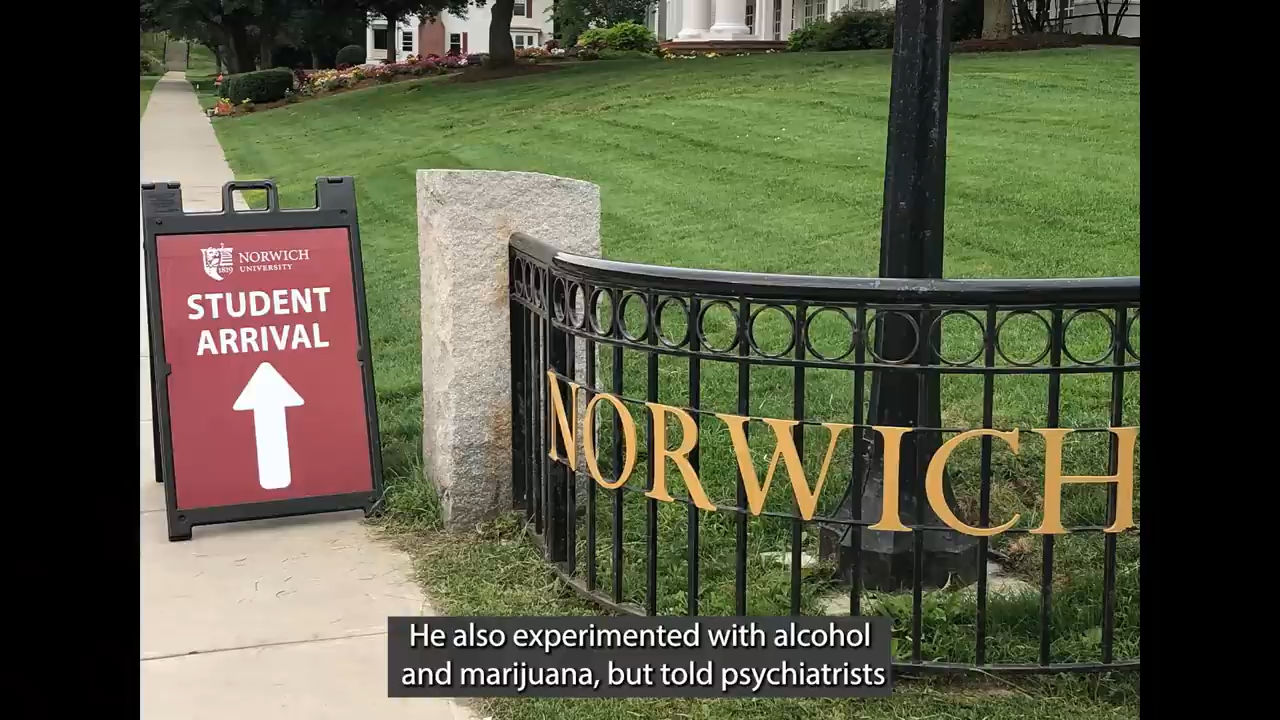 1819
NORWICH
UNIVERSITY
STUDENT
ARRIVAL
NORWICH
He also experimented with alcohol
and marijuana, but told psychiatrists